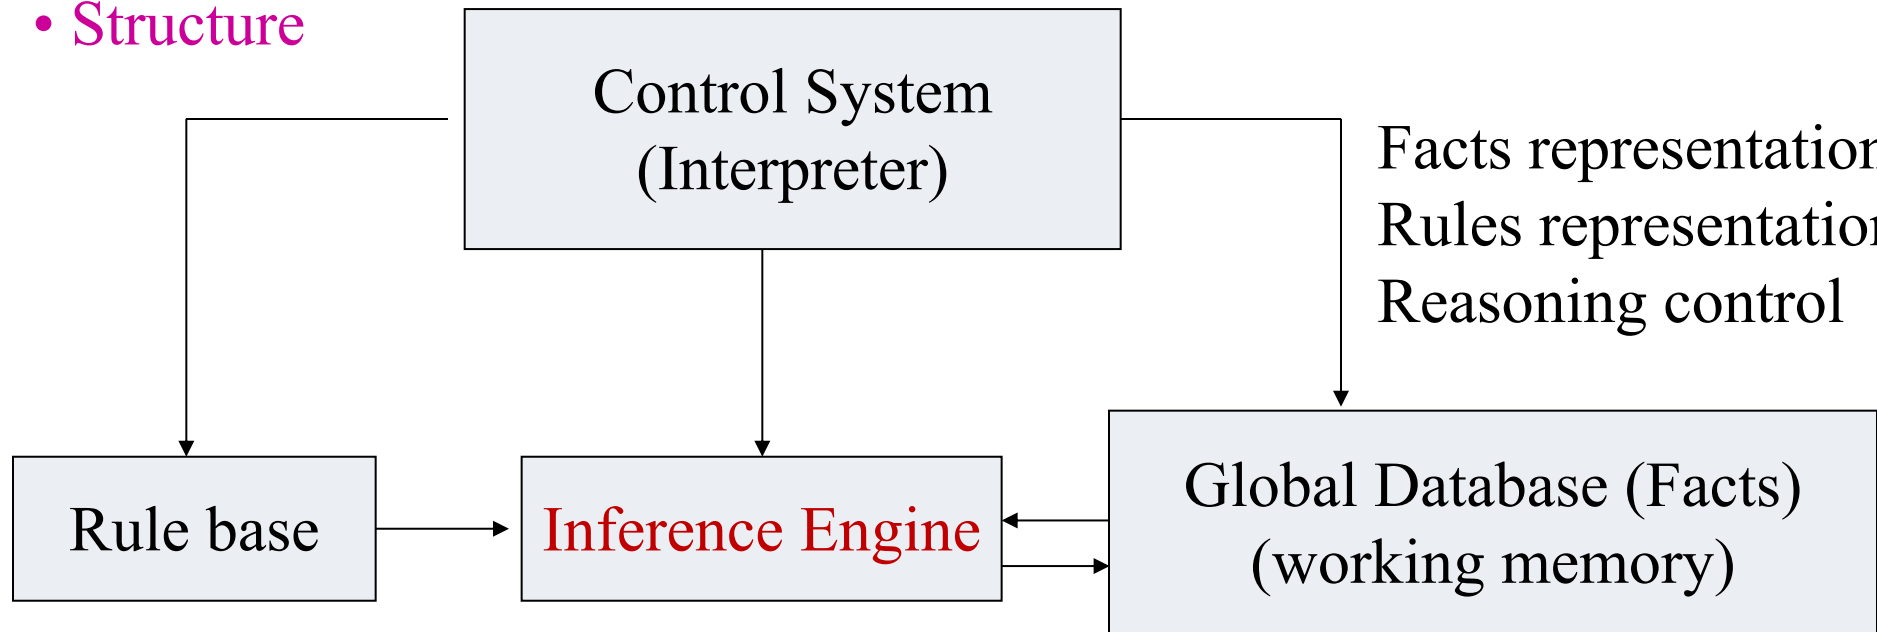 • Structure
Control System
(Interpreter)
Facts representation
Rules representation
Reasoning control
Rule base
Inference Engine
Global Database (Facts)
(working memory)